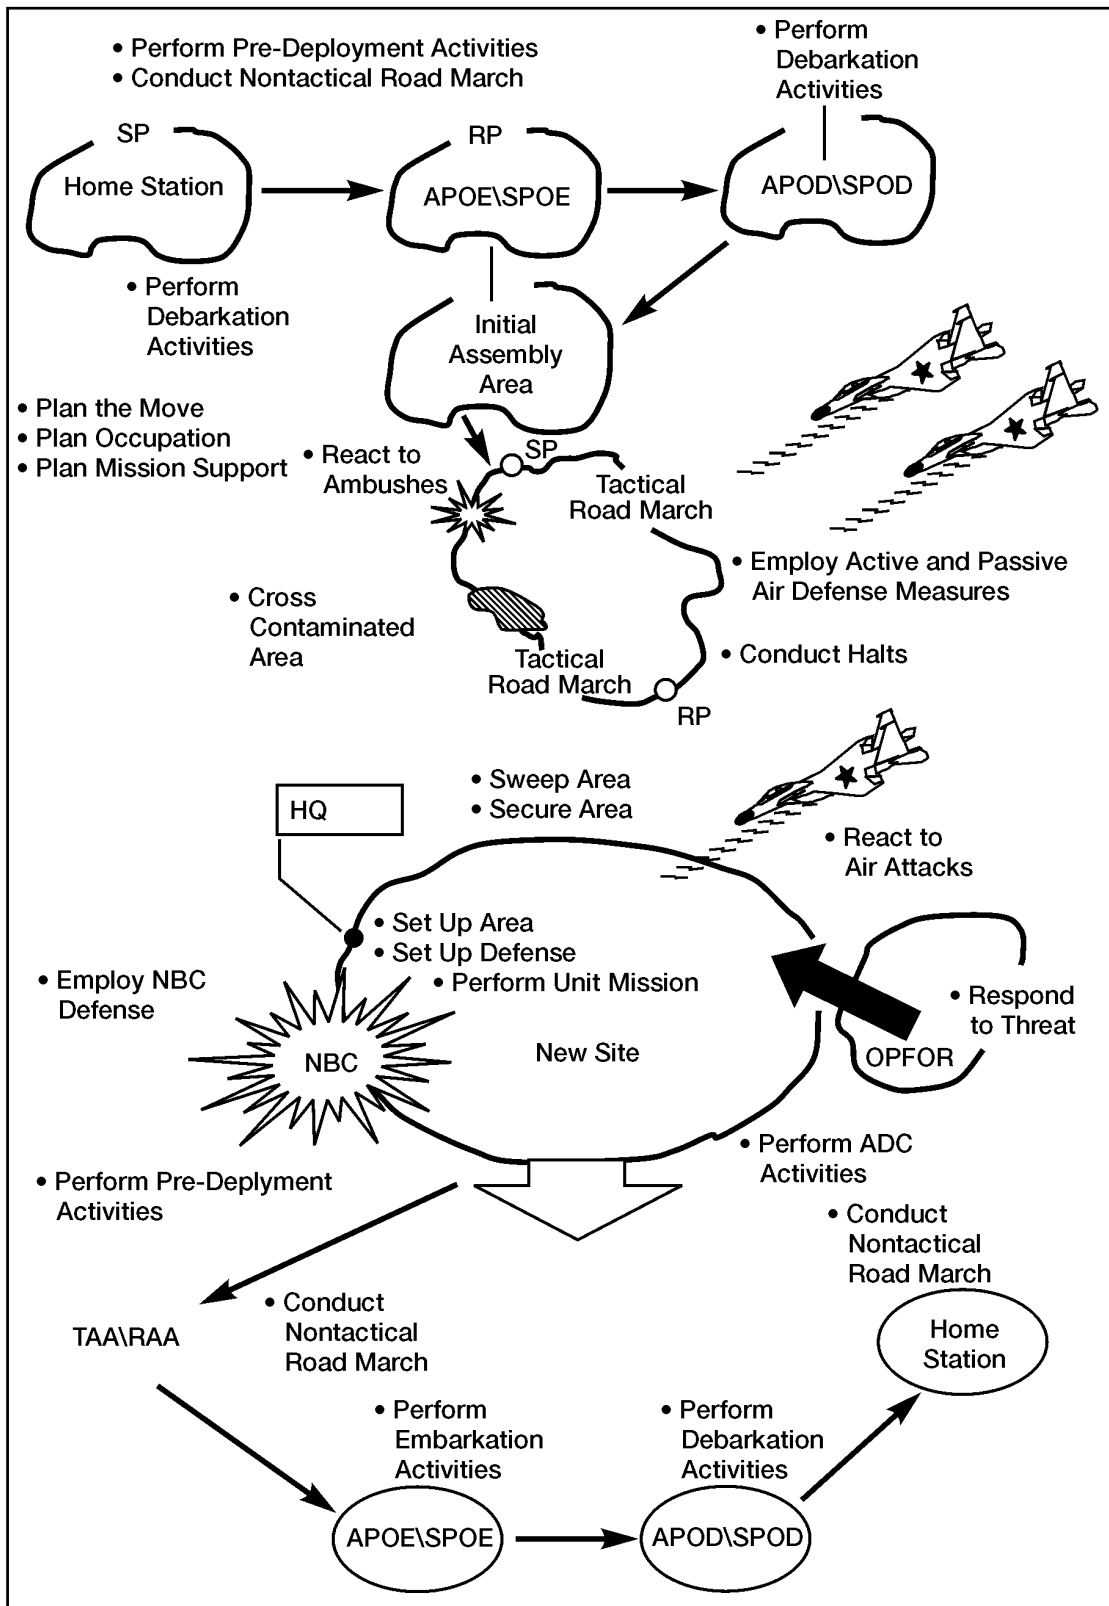 • Perform Pre-Deployment Activities
• Conduct Nontactical Road March
• Perform
Debarkation
Activities
SP
Home Station
RP
APOE\SPOE
APOD\SPOD
• Perform
Debarkation
Activities
Initial
Assembly
Area
• Plan the Move
• Plan Occupation
• Plan Mission Support
• React to
Ambushes
SP
Tactical
Road March
• Employ Active and Passive
Air Defense Measures
• Cross
Contaminated
Area
Tactical
Road March
• Conduct Halts
RP
• Sweep Area
• Secure Area
HQ
• React to
Air Attacks
• Set Up Area
• Set Up Defense
• Perform Unit Mission
• Employ NBC
Defense
• Respond
to Threat
NBC
New Site
OPFOR
• Perform ADC
Activities
• Perform Pre-Deplyment
Activities
• Conduct
Nontactical
Road March
TAA\RAA
• Conduct
Nontactical
Road March
Home
Station
• Perform
Embarkation
Activities
• Perform
Debarkation
Activities
APOE\SPOE
APOD\SPOD